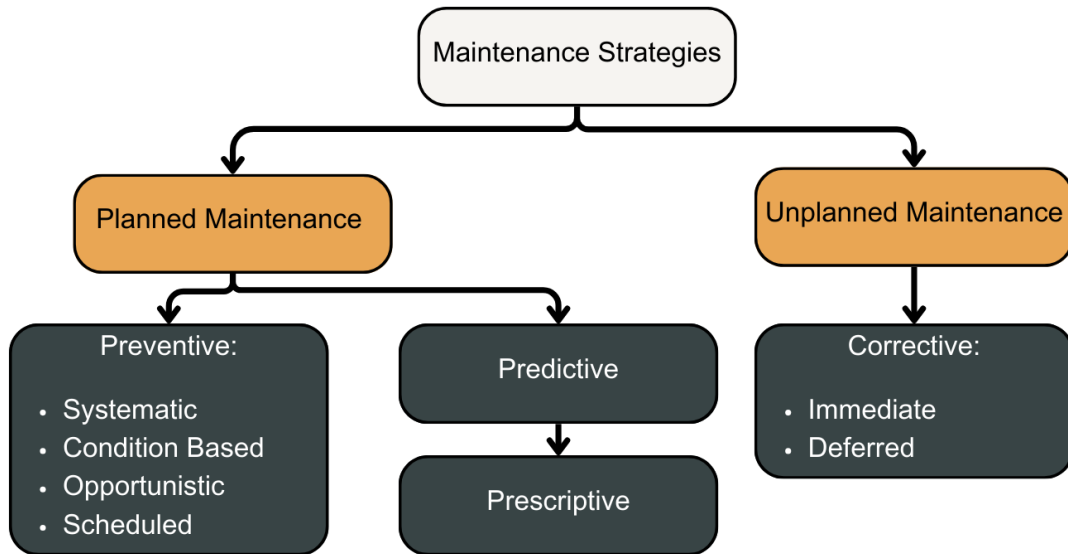 Maintenance Strategies
Planned Maintenance
Unplanned Maintenance
Preventive:
• Systematic
• Condition Based
• Opportunistic
• Scheduled
Predictive
Prescriptive
Corrective:
• Immediate
• Deferred